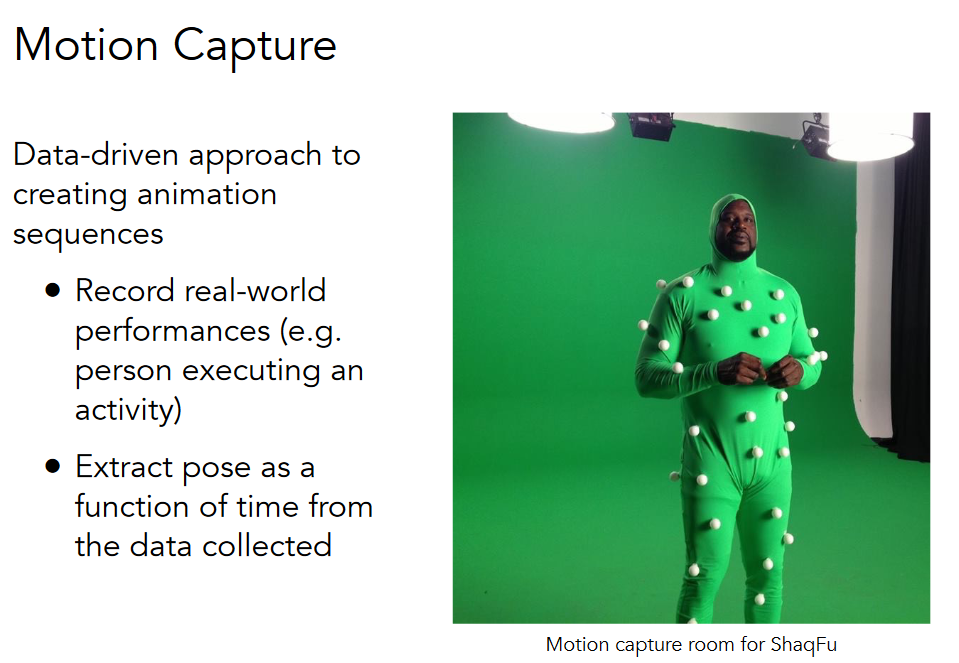 Motion Capture
Data-driven approach to
creating animation
sequences
● Record real-world
performances (e.g.
person executing an
activity)
● Extract pose as a
function of time from
the data collected
Motion capture room for ShaqFu